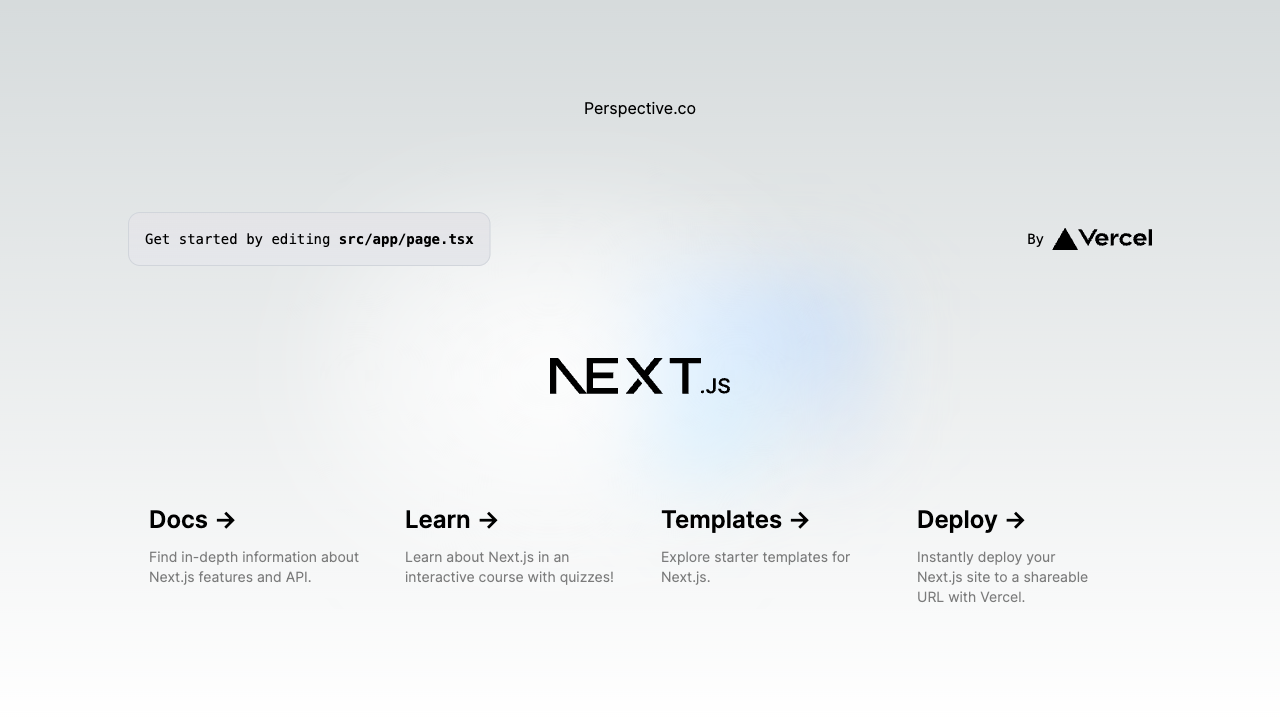 Perspective.co
Get started by editing src/app/page.tsx
By Vercel
NEXT.JS
Docs →
Find in-depth information about
Next.js features and API.
Learn →
Learn about Next.js in an
interactive course with quizzes!
Templates →
Explore starter templates for
Next.js.
Deploy →
Instantly deploy your
Next.js site to a shareable
URL with Vercel.